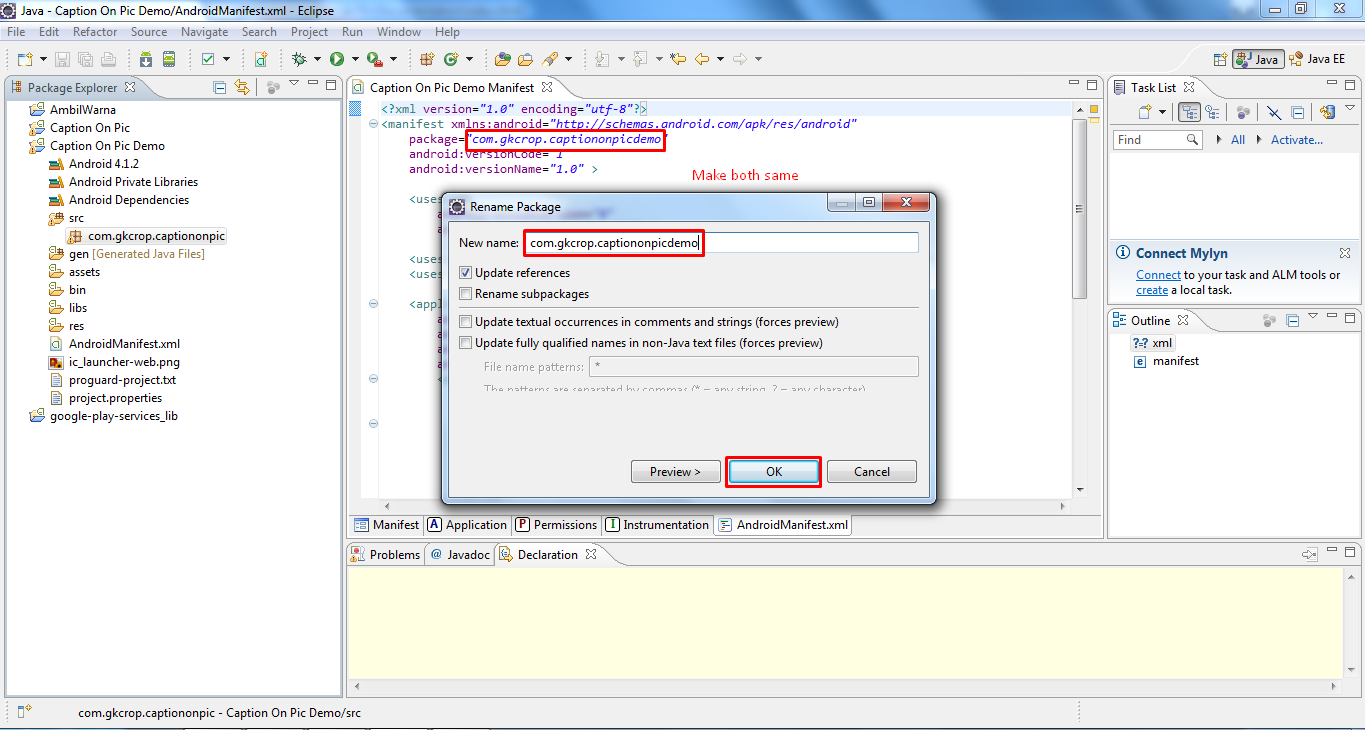 Java - Caption On Pic Demo/AndroidManifest.xml - Eclipse
File Edit Refactor Source Navigate Search Project Run Window Help
Java Java EE
Package Explorer
AmbilWarna
Caption On Pic
Caption On Pic Demo
Android 4.1.2
Android Private Libraries
Android Dependencies
src
com.gkcrop.captiononpic
gen [Generated Java Files]
assets
bin
libs
res
AndroidManifest.xml
ic_launcher-web.png
proguard-project.txt
project.properties
google-play-services_lib
Caption On Pic Demo Manifest
<?xml version="1.0" encoding="utf-8"?>
<manifest xmlns:android="http://schemas.android.com/apk/res/android"
package="com.gkcrop.captiononpicdemo"
android:versionCode="1"
android:versionName="1.0" >
Make both same
<uses
<uses
<uses
<appl
Rename Package
New name: com.gkcrop.captiononpicdemo
Update references
Rename subpackages
Update textual occurrences in comments and strings (forces preview)
Update fully qualified names in non-Java text files (forces preview)
File name patterns: *
The patterns are separated by commas (* = any string, ? = any character)
Preview > OK Cancel
Manifest A Application P Permissions I Instrumentation AndroidManifest.xml
Problems @ Javadoc Declaration
Task List
Find All Activate...
Connect Mylyn
Connect to your task and ALM tools or
create a local task.
Outline
?=? xml
e manifest
com.gkcrop.captiononpic - Caption On Pic Demo/src